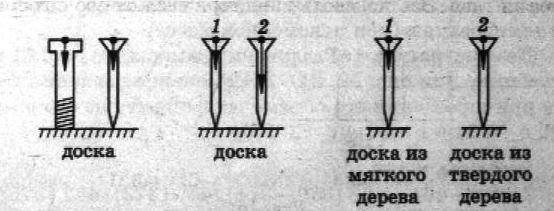 1 2 1 2
доска доска доска из доска из
мягкого твердого
дерева дерева